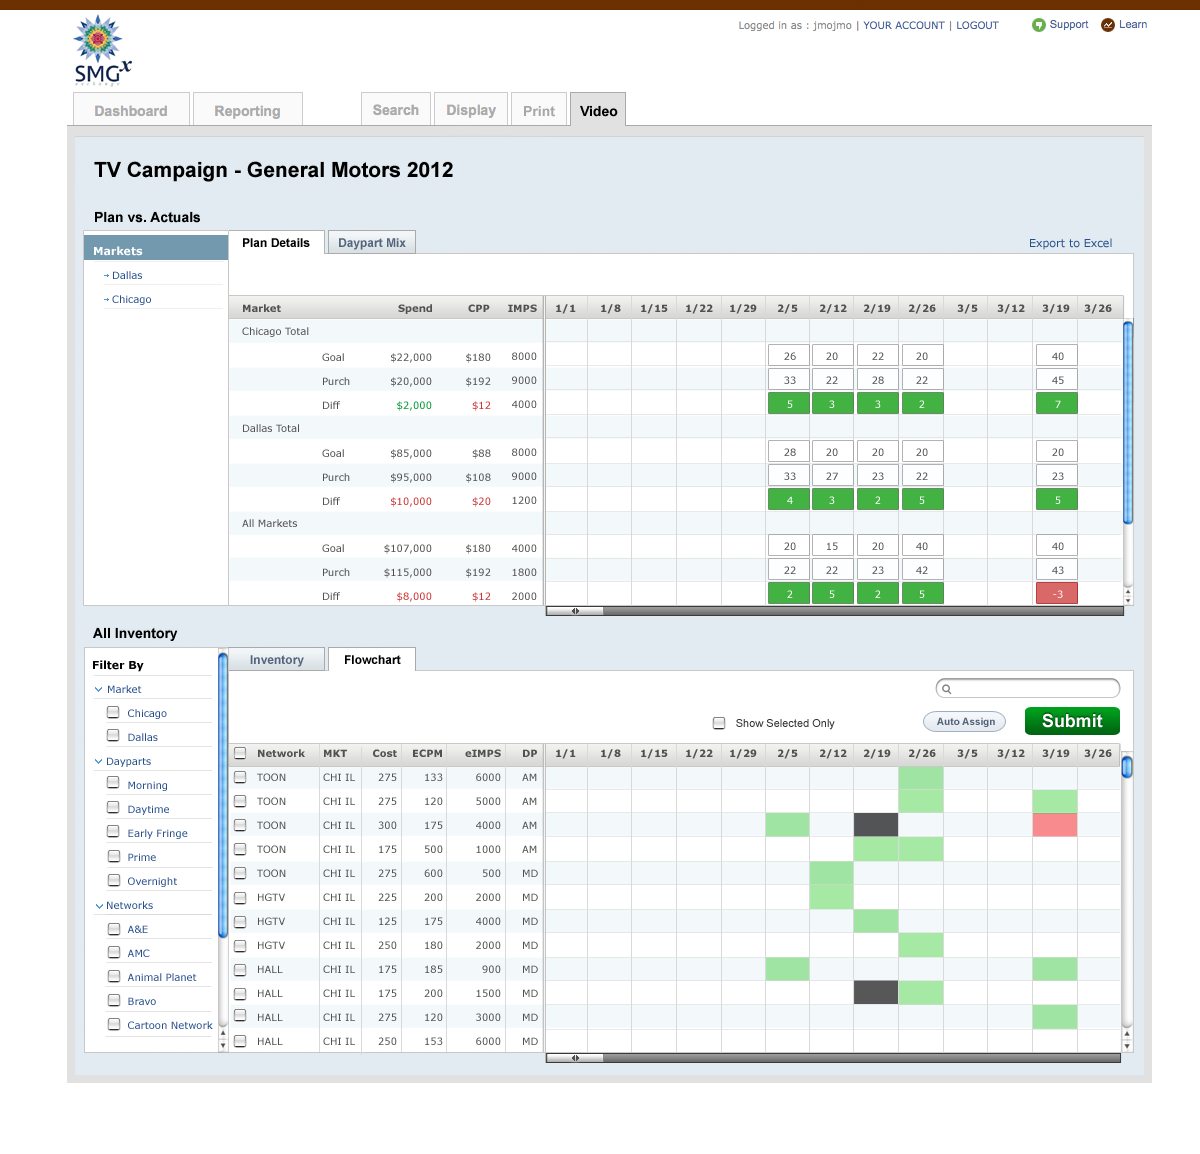 Logged in as : jmojmo | YOUR ACCOUNT | LOGOUT Support Learn
SMGx
Dashboard Reporting Search Display Print Video
TV Campaign - General Motors 2012
Plan vs. Actuals
Markets
Dallas
Chicago
Plan Details Daypart Mix
Export to Excel
Market Spend CPP IMPS 1/1 1/8 1/15 1/22 1/29 2/5 2/12 2/19 2/26 3/5 3/12 3/19 3/26
Chicago Total
Goal $22,000 $180 8000 26 20 22 20 40
Purch $20,000 $192 9000 33 22 28 22 45
Diff $2,000 $12 4000 5 3 3 2 7
Dallas Total
Goal $85,000 $88 8000 28 20 20 20 20
Purch $95,000 $108 9000 33 27 23 22 23
Diff $10,000 $20 1200 4 3 2 5 5
All Markets
Goal $107,000 $180 4000 20 15 20 40 40
Purch $115,000 $192 1800 22 22 23 42 43
Diff $8,000 $12 2000 2 5 2 5 -3
All Inventory
Filter By
Market
Chicago
Dallas
Dayparts
Morning
Daytime
Early Fringe
Prime
Overnight
Networks
A&E
AMC
Animal Planet
Bravo
Cartoon Network
Inventory Flowchart
Show Selected Only Auto Assign Submit
Network MKT Cost ECPM eIMPS DP 1/1 1/8 1/15 1/22 1/29 2/5 2/12 2/19 2/26 3/5 3/12 3/19 3/26
TOON CHI IL 275 133 6000 AM
TOON CHI IL 275 120 5000 AM
TOON CHI IL 300 175 4000 AM
TOON CHI IL 175 500 1000 AM
TOON CHI IL 275 600 500 MD
HGTV CHI IL 225 200 2000 MD
HGTV CHI IL 125 175 4000 MD
HGTV CHI IL 250 180 2000 MD
HALL CHI IL 175 185 900 MD
HALL CHI IL 175 200 1500 MD
HALL CHI IL 275 120 3000 MD
HALL CHI IL 250 153 6000 MD